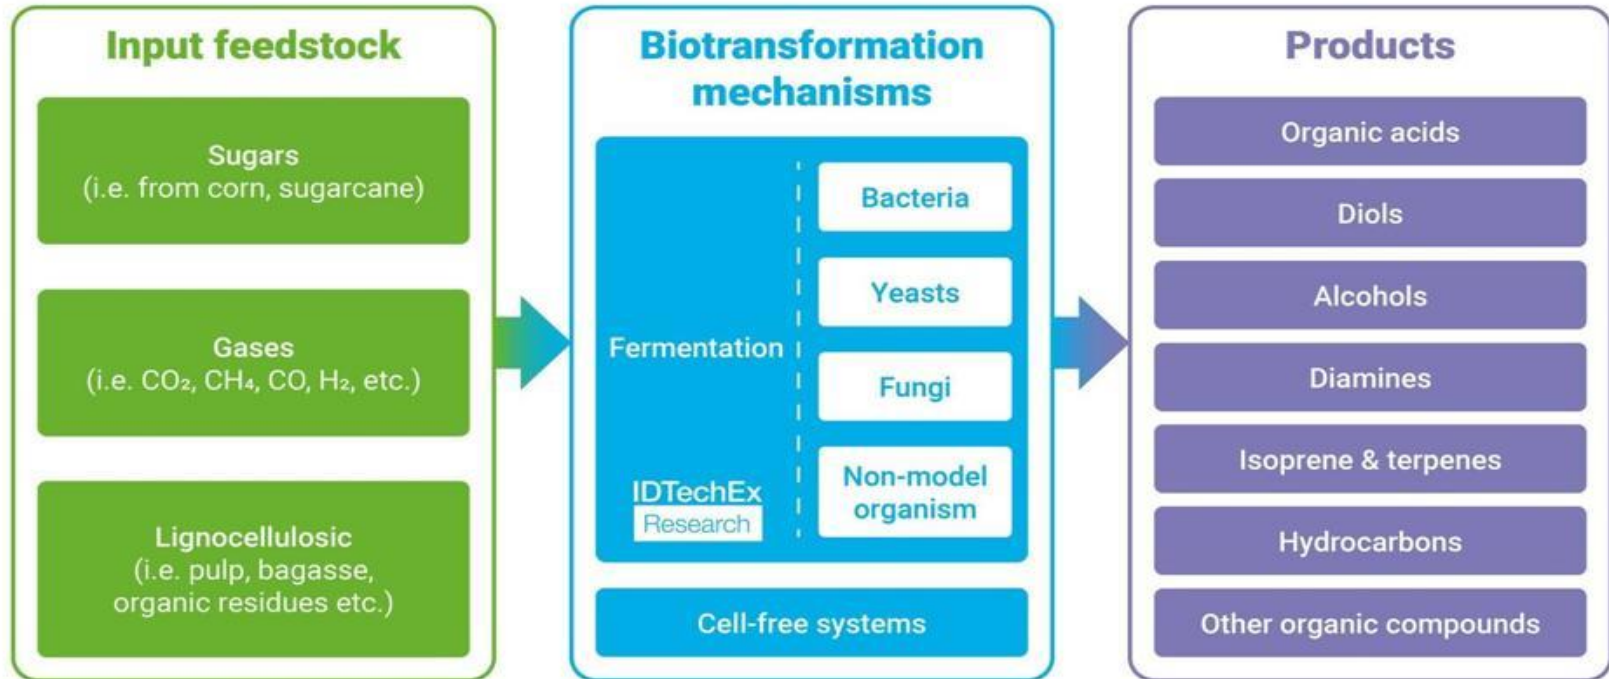 Input feedstock
Sugars
(i.e. from corn, sugarcane)
Gases
(i.e. CO₂, CH₄, CO, H₂, etc.)
Lignocellulosic
(i.e. pulp, bagasse,
organic residues etc.)
Biotransformation
mechanisms
Fermentation
Bacteria
Yeasts
Fungi
Non-model
organism
IDTechEx
Research
Cell-free systems
Products
Organic acids
Diols
Alcohols
Diamines
Isoprene & terpenes
Hydrocarbons
Other organic compounds